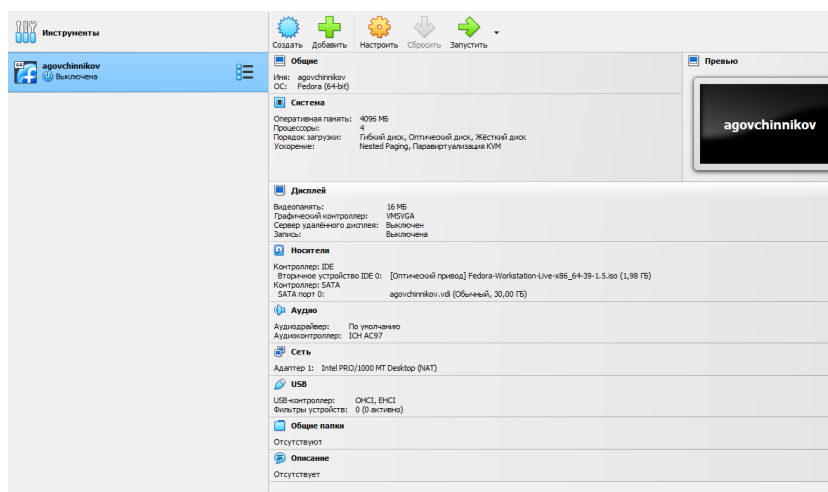 Инструменты
Создать Добавить Настроить Сбросить Запустить
64
agovchinnikov
Выключена
Общие
Имя: agovchinnikov
ОС: Fedora (64-bit)
Превью
agovchinnikov
Система
Оперативная память: 4096 МБ
Процессоры: 4
Порядок загрузки: Гибкий диск, Оптический диск, Жёсткий диск
Ускорение: Nested Paging, Паравиртуализация KVM
Дисплей
Видеопамять: 16 МБ
Графический контроллер: VMSVGA
Сервер удалённого дисплея: Выключен
Запись: Выключена
Носители
Контроллер: IDE
Вторичное устройство IDE 0: [Оптический привод] Fedora-Workstation-Live-x86_64-39-1.5.iso (1,98 ГБ)
Контроллер: SATA
SATA порт 0: agovchinnikov.vdi (Обычный, 30,00 ГБ)
Аудио
Аудиодрайвер: По умолчанию
Аудиоконтроллер: ICH AC97
Сеть
Адаптер 1: Intel PRO/1000 MT Desktop (NAT)
USB
USB-контроллер: OHCI, EHCI
Фильтры устройств: 0 (0 активно)
Общие папки
Отсутствуют
Описание
Отсутствует